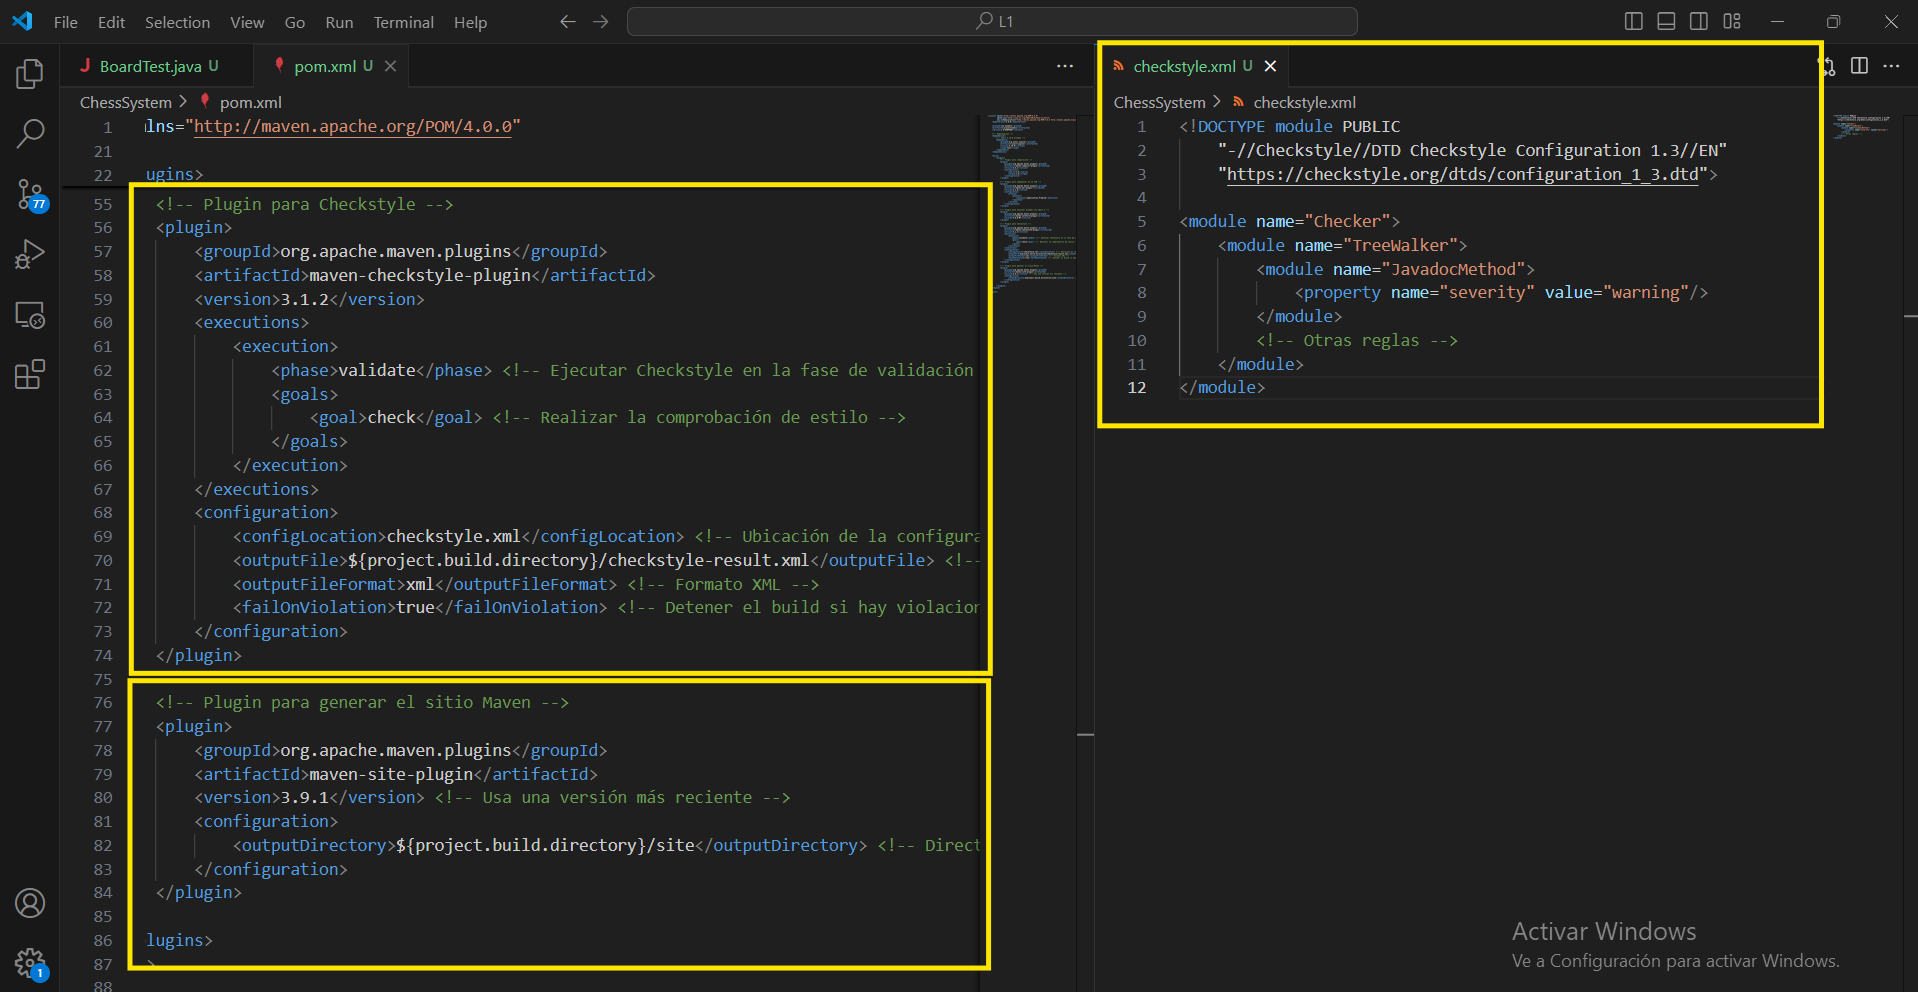 File Edit Selection View Go Run Terminal Help
L1
BoardTest.java U
pom.xml U
ChessSystem > pom.xml
1 lns="http://maven.apache.org/POM/4.0.0"
21
22 ugins>
55 <!-- Plugin para Checkstyle -->
56 <plugin>
57 <groupId>org.apache.maven.plugins</groupId>
58 <artifactId>maven-checkstyle-plugin</artifactId>
59 <version>3.1.2</version>
60 <executions>
61 <execution>
62 <phase>validate</phase> <!-- Ejecutar Checkstyle en la fase de validación
63 <goals>
64 <goal>check</goal> <!-- Realizar la comprobación de estilo -->
65 </goals>
66 </execution>
67 </executions>
68 <configuration>
69 <configLocation>checkstyle.xml</configLocation> <!-- Ubicación de la configura
70 <outputFile>${project.build.directory}/checkstyle-result.xml</outputFile> <!--
71 <outputFileFormat>xml</outputFileFormat> <!-- Formato XML -->
72 <failOnViolation>true</failOnViolation> <!-- Detener el build si hay violacion
73 </configuration>
74 </plugin>
75
76 <!-- Plugin para generar el sitio Maven -->
77 <plugin>
78 <groupId>org.apache.maven.plugins</groupId>
79 <artifactId>maven-site-plugin</artifactId>
80 <version>3.9.1</version> <!-- Usa una versión más reciente -->
81 <configuration>
82 <outputDirectory>${project.build.directory}/site</outputDirectory> <!-- Direct
83 </configuration>
84 </plugin>
85
86 lugins>
87 >
88
checkstyle.xml U
ChessSystem > checkstyle.xml
1 <!DOCTYPE module PUBLIC
2 "-//Checkstyle//DTD Checkstyle Configuration 1.3//EN"
3 "https://checkstyle.org/dtds/configuration_1_3.dtd">
4
5 <module name="Checker">
6 <module name="TreeWalker">
7 <module name="JavadocMethod">
8 <property name="severity" value="warning"/>
9 </module>
10 <!-- Otras reglas -->
11 </module>
12 </module>
77
1
Activar Windows
Ve a Configuración para activar Windows.